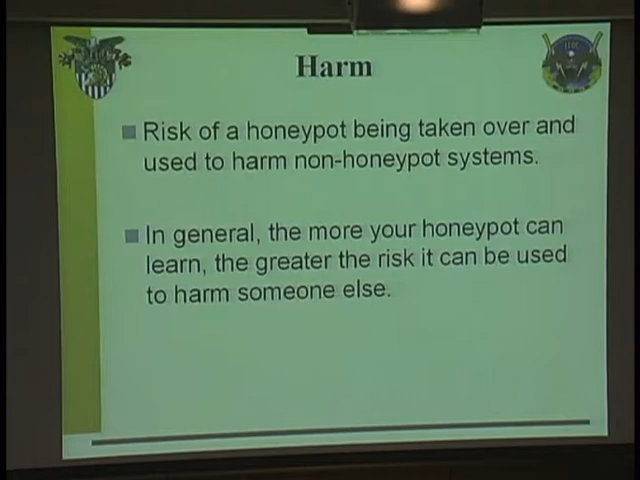 Harm
Risk of a honeypot being taken over and
used to harm non-honeypot systems.
In general, the more your honeypot can
learn, the greater the risk it can be used
to harm someone else.